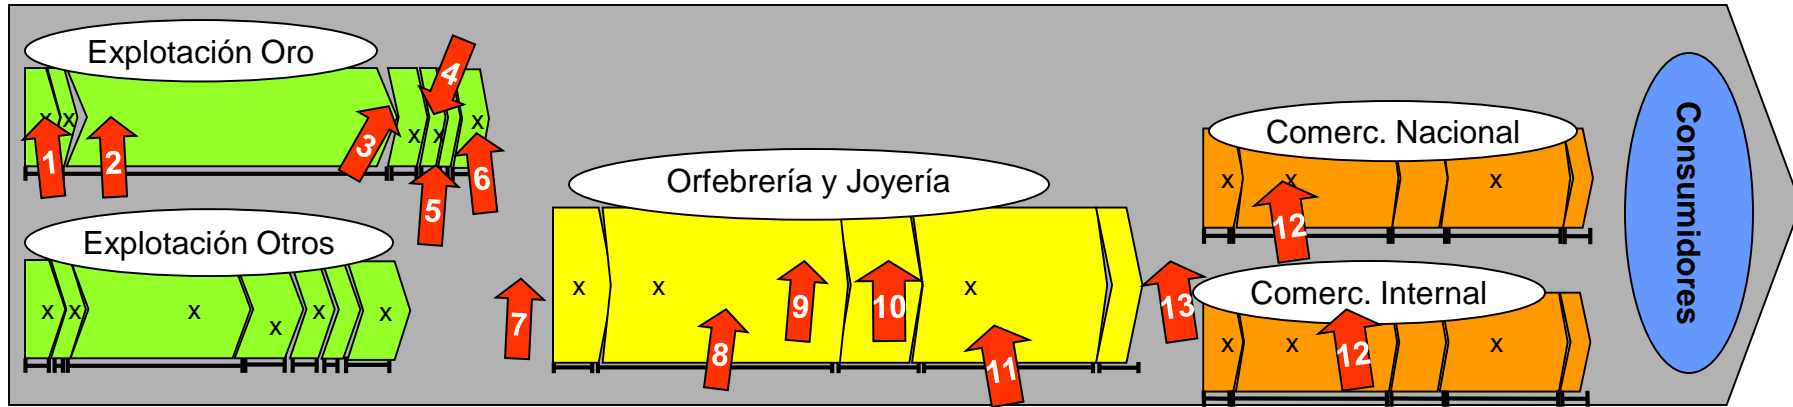 Explotación Oro
x x x x x
1 2 3 4 5 6
Explotación Otros
x x x x x x
7
Orfebrería y Joyería
x x x
8 9 10 11
13
Comerc. Nacional
x x x
12
Comerc. Internal
x x x
12
Consumidores